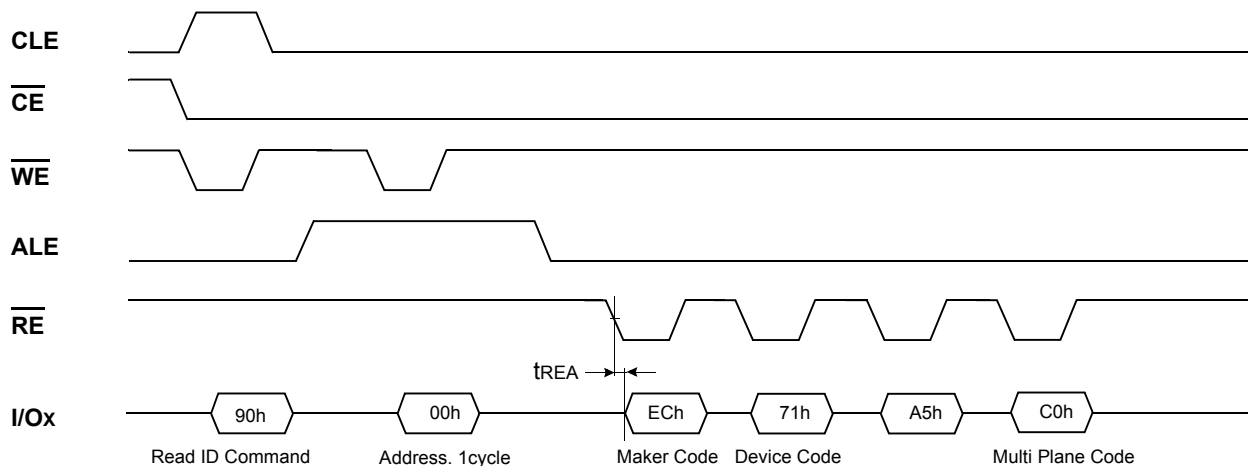 CLE
CE
WE
ALE
RE
tREA
I/Ox
90h
00h
ECh
71h
A5h
C0h
Read ID Command
Address. 1cycle
Maker Code
Device Code
Multi Plane Code